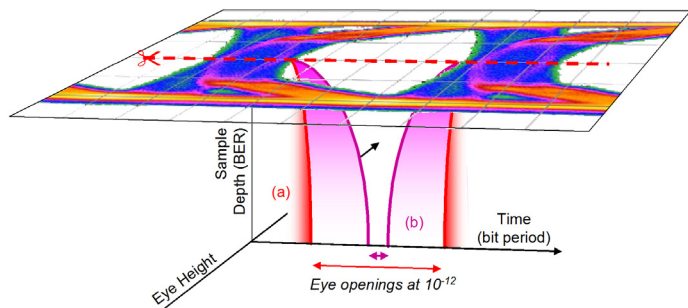 Sample
Depth (BER)
(a)
(b)
Time
(bit period)
Eye Height
Eye openings at 10⁻¹²